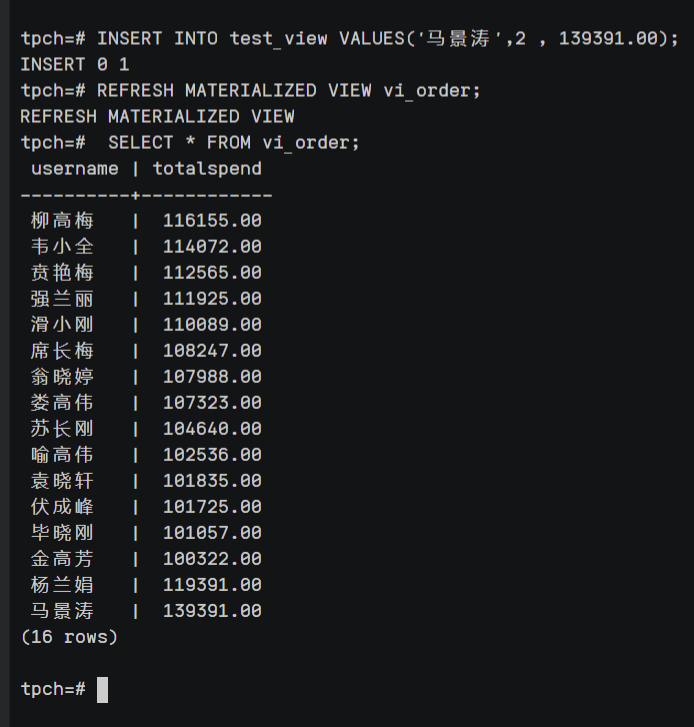 tpch=# INSERT INTO test_view VALUES('马景涛',2 , 139391.00);
INSERT 0 1
tpch=# REFRESH MATERIALIZED VIEW vi_order;
REFRESH MATERIALIZED VIEW
tpch=#  SELECT * FROM vi_order;
 username | totalspend
----------+------------
 柳高梅   |  116155.00
 韦小全   |  114072.00
 贲艳梅   |  112565.00
 强兰丽   |  111925.00
 滑小刚   |  110089.00
 席长梅   |  108247.00
 翁晓婷   |  107988.00
 娄高伟   |  107323.00
 苏长刚   |  104640.00
 喻高伟   |  102536.00
 袁晓轩   |  101835.00
 伏成峰   |  101725.00
 毕晓刚   |  101057.00
 金高芳   |  100322.00
 杨兰娟   |  119391.00
 马景涛   |  139391.00
(16 rows)
tpch=#